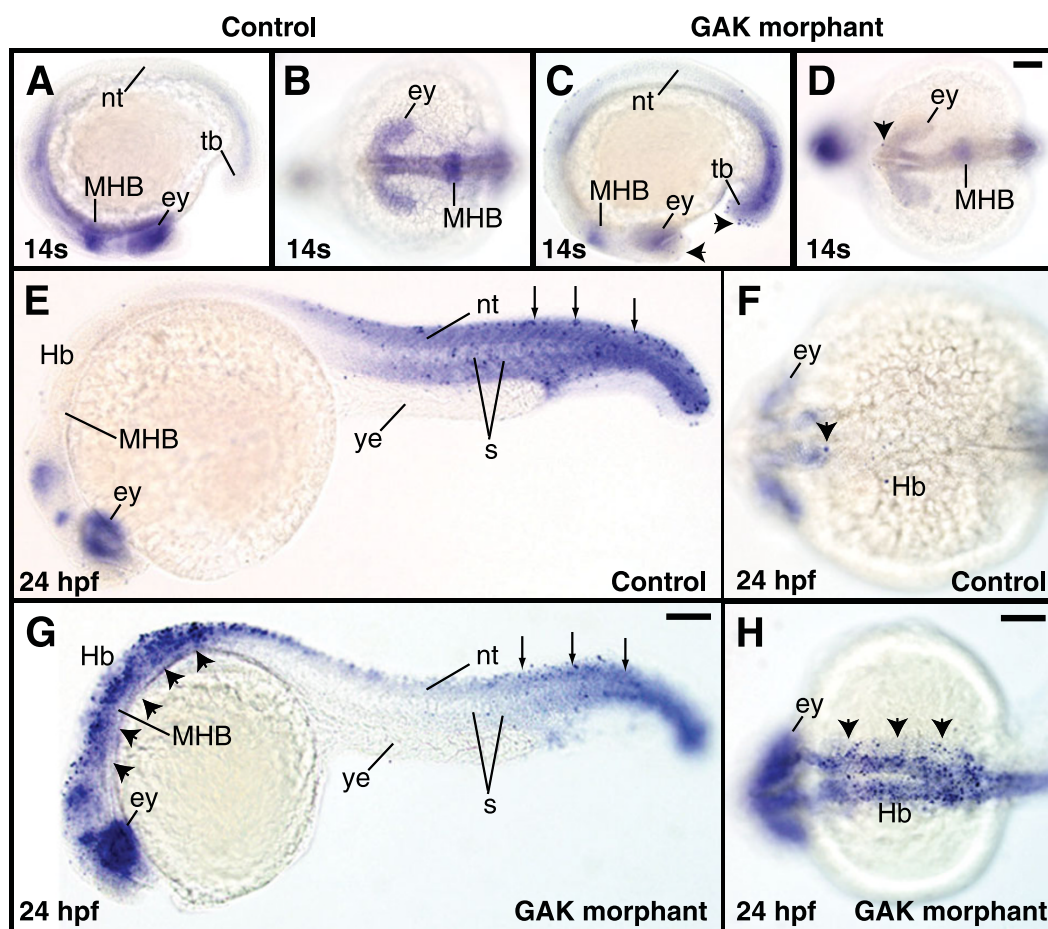 Control
GAK morphant
A
nt
tb
MHB
ey
14s
B
ey
MHB
14s
C
nt
tb
MHB
ey
14s
D
ey
MHB
14s
E
nt
Hb
MHB
ye
s
ey
24 hpf
Control
F
ey
Hb
24 hpf
Control
G
Hb
nt
MHB
ye
s
ey
24 hpf
GAK morphant
H
ey
Hb
24 hpf
GAK morphant